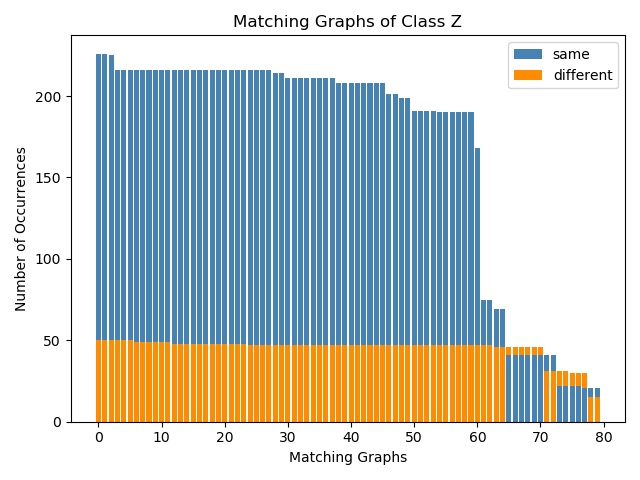 Matching Graphs of Class Z
same
different
200
150
100
50
0
Number of Occurrences
0 10 20 30 40 50 60 70 80
Matching Graphs